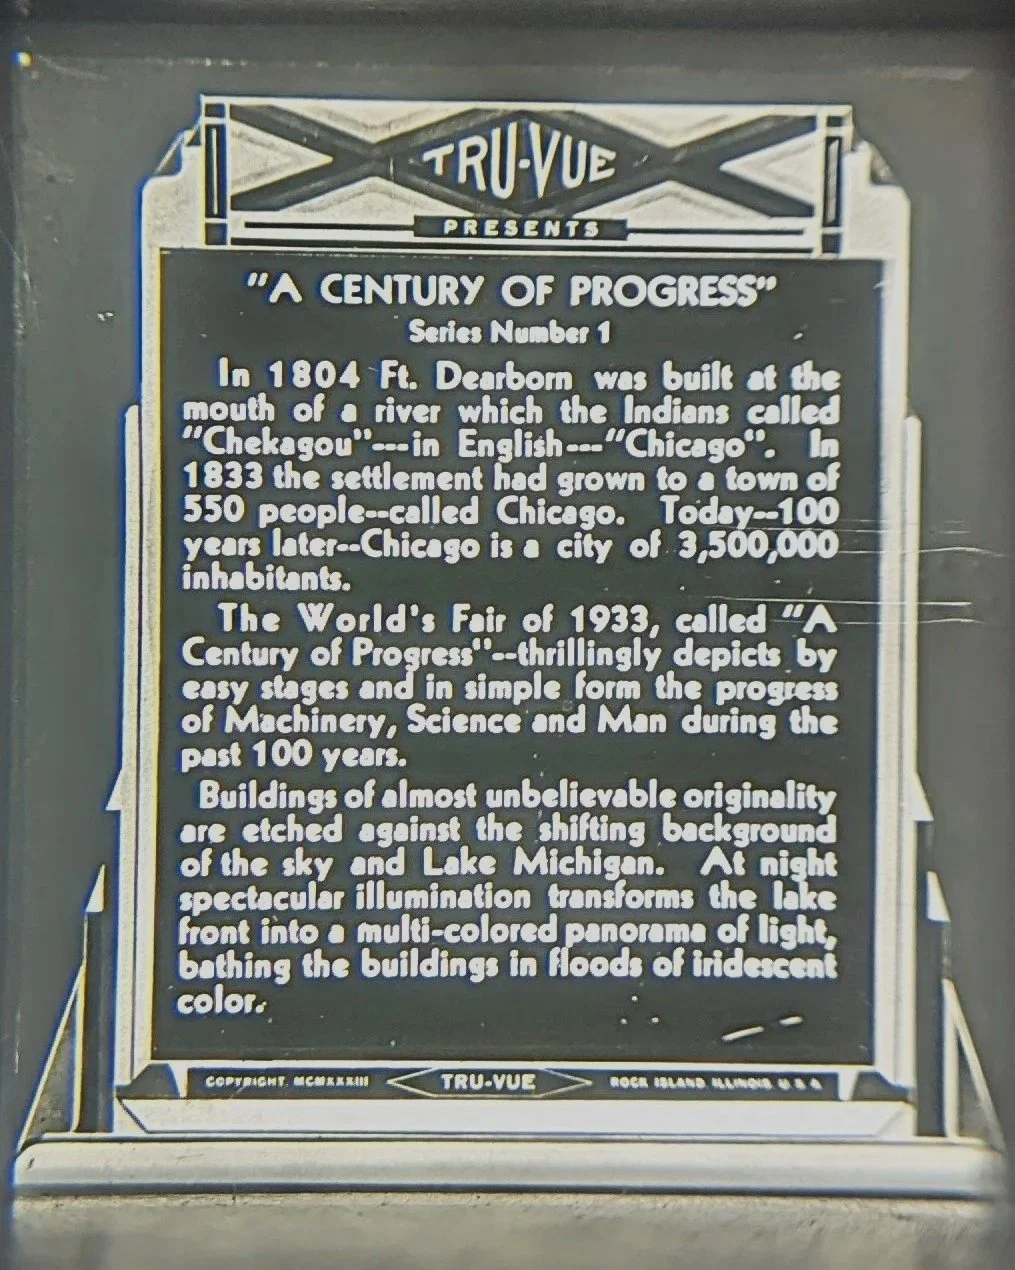 TRU-VUE
PRESENTS
"A CENTURY OF PROGRESS"
Series Number 1
In 1804 Ft. Dearborn was built at the
mouth of a river which the Indians called
"Chekagou"---in English---"Chicago". In
1833 the settlement had grown to a town of
550 people--called Chicago. Today--100
years later--Chicago is a city of 3,500,000
inhabitants.
The World's Fair of 1933, called "A
Century of Progress"--thrillingly depicts by
easy stages and in simple form the progress
of Machinery, Science and Man during the
past 100 years.
Buildings of almost unbelievable originality
are etched against the shifting background
of the sky and Lake Michigan. At night
spectacular illumination transforms the lake
front into a multi-colored panorama of light,
bathing the buildings in floods of iridescent
color.
COPYRIGHT MCMXXXIII TRU-VUE ROCK ISLAND, ILLINOIS U S A